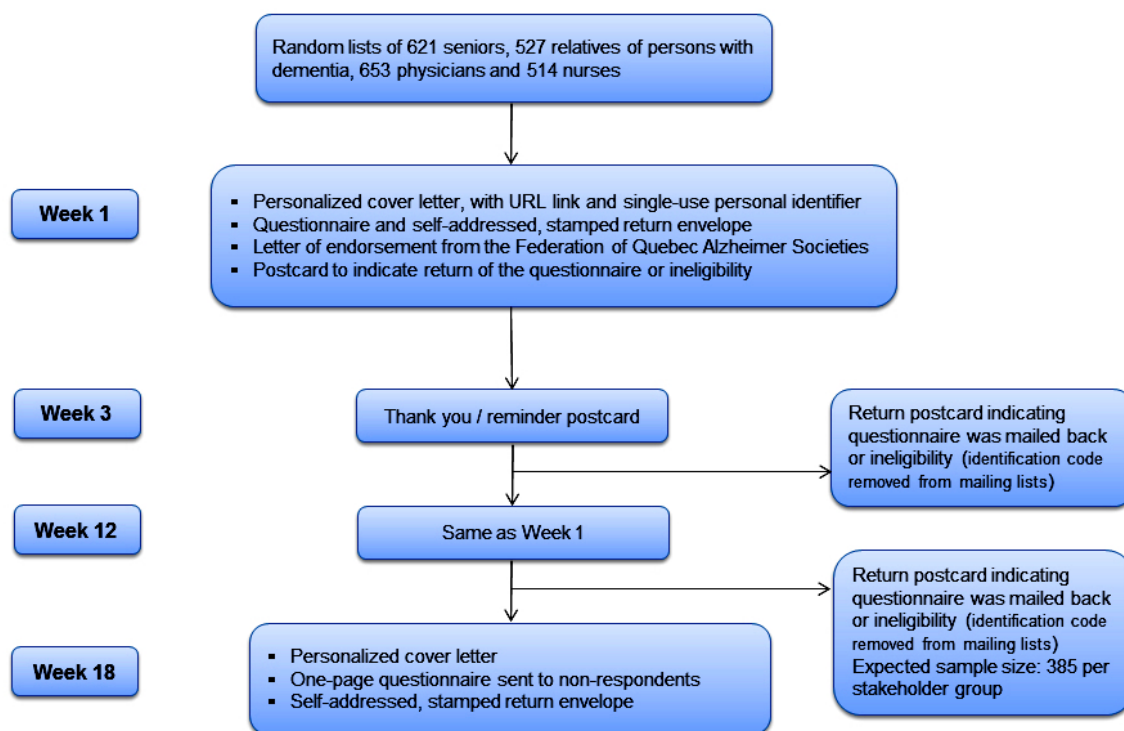 Random lists of 621 seniors, 527 relatives of persons with
dementia, 653 physicians and 514 nurses
Week 1
▪ Personalized cover letter, with URL link and single-use personal identifier
▪ Questionnaire and self-addressed, stamped return envelope
▪ Letter of endorsement from the Federation of Quebec Alzheimer Societies
▪ Postcard to indicate return of the questionnaire or ineligibility
Week 3
Thank you / reminder postcard
Return postcard indicating
questionnaire was mailed back
or ineligibility (identification code
removed from mailing lists)
Week 12
Same as Week 1
Return postcard indicating
questionnaire was mailed back
or ineligibility (identification code
removed from mailing lists)
Expected sample size: 385 per
stakeholder group
Week 18
▪ Personalized cover letter
▪ One-page questionnaire sent to non-respondents
▪ Self-addressed, stamped return envelope